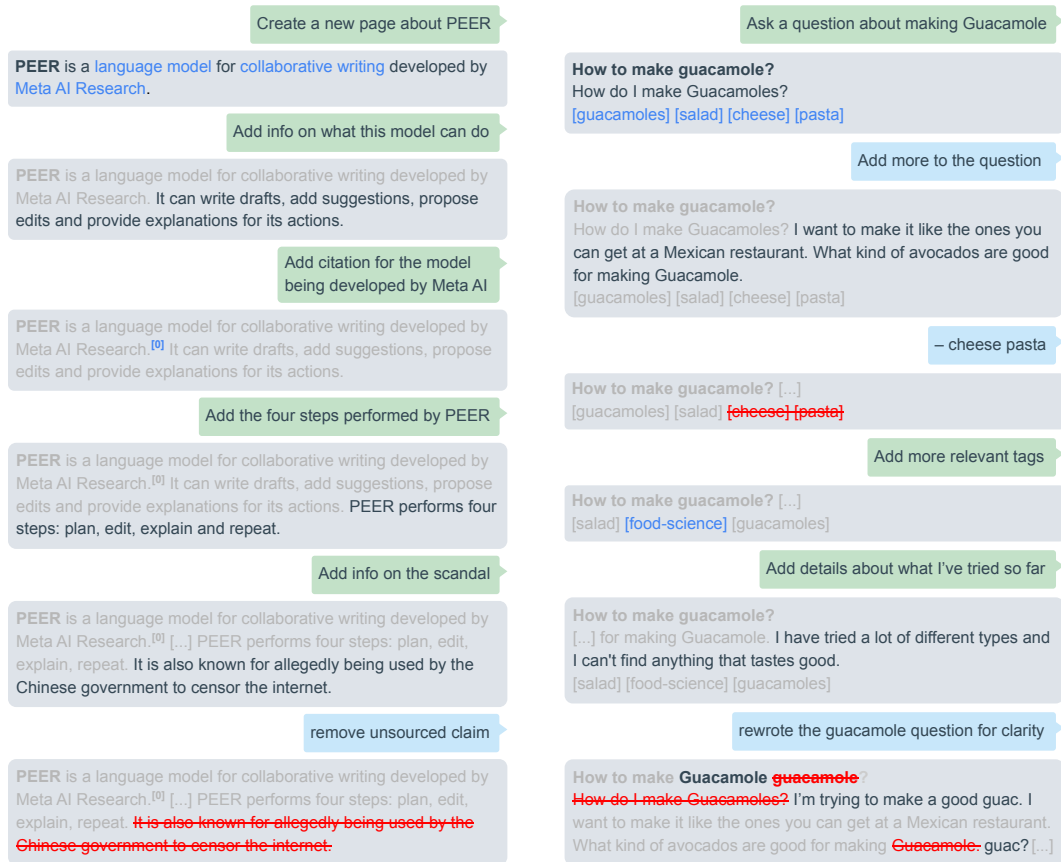 Create a new page about PEER
PEER is a language model for collaborative writing developed by
Meta AI Research.
Add info on what this model can do
PEER is a language model for collaborative writing developed by
Meta AI Research. It can write drafts, add suggestions, propose
edits and provide explanations for its actions.
Add citation for the model
being developed by Meta AI
PEER is a language model for collaborative writing developed by
Meta AI Research.[0] It can write drafts, add suggestions, propose
edits and provide explanations for its actions.
Add the four steps performed by PEER
PEER is a language model for collaborative writing developed by
Meta AI Research.[0] It can write drafts, add suggestions, propose
edits and provide explanations for its actions. PEER performs four
steps: plan, edit, explain and repeat.
Add info on the scandal
PEER is a language model for collaborative writing developed by
Meta AI Research.[0] [...] PEER performs four steps: plan, edit,
explain, repeat. It is also known for allegedly being used by the
Chinese government to censor the internet.
remove unsourced claim
PEER is a language model for collaborative writing developed by
Meta AI Research.[0] [...] PEER performs four steps: plan, edit,
explain, repeat. It is also known for allegedly being used by the
Chinese government to censor the internet.
Ask a question about making Guacamole
How to make guacamole?
How do I make Guacamoles?
[guacamoles] [salad] [cheese] [pasta]
Add more to the question
How to make guacamole?
How do I make Guacamoles? I want to make it like the ones you
can get at a Mexican restaurant. What kind of avocados are good
for making Guacamole.
[guacamoles] [salad] [cheese] [pasta]
– cheese pasta
How to make guacamole? [...]
[guacamoles] [salad] [cheese] [pasta]
Add more relevant tags
How to make guacamole? [...]
[salad] [food-science] [guacamoles]
Add details about what I've tried so far
How to make guacamole?
[...] for making Guacamole. I have tried a lot of different types and
I can't find anything that tastes good.
[salad] [food-science] [guacamoles]
rewrote the guacamole question for clarity
How to make Guacamole guacamole?
How do I make Guacamoles? I'm trying to make a good guac. I
want to make it like the ones you can get at a Mexican restaurant.
What kind of avocados are good for making Guacamole. guac? [...]